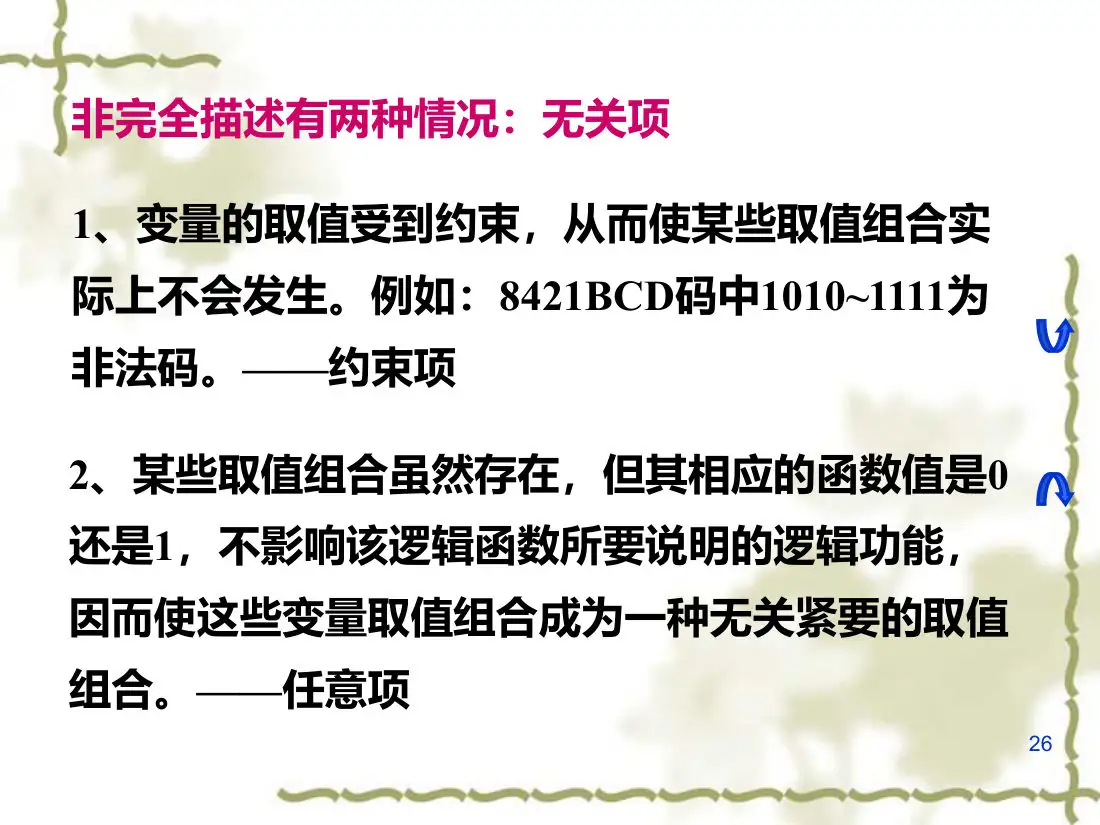 非完全描述有两种情况：无关项
1、变量的取值受到约束，从而使某些取值组合实
际上不会发生。例如：8421BCD码中1010~1111为
非法码。——约束项
2、某些取值组合虽然存在，但其相应的函数值是0
还是1，不影响该逻辑函数所要说明的逻辑功能，
因而使这些变量取值组合成为一种无关紧要的取值
组合。——任意项
26